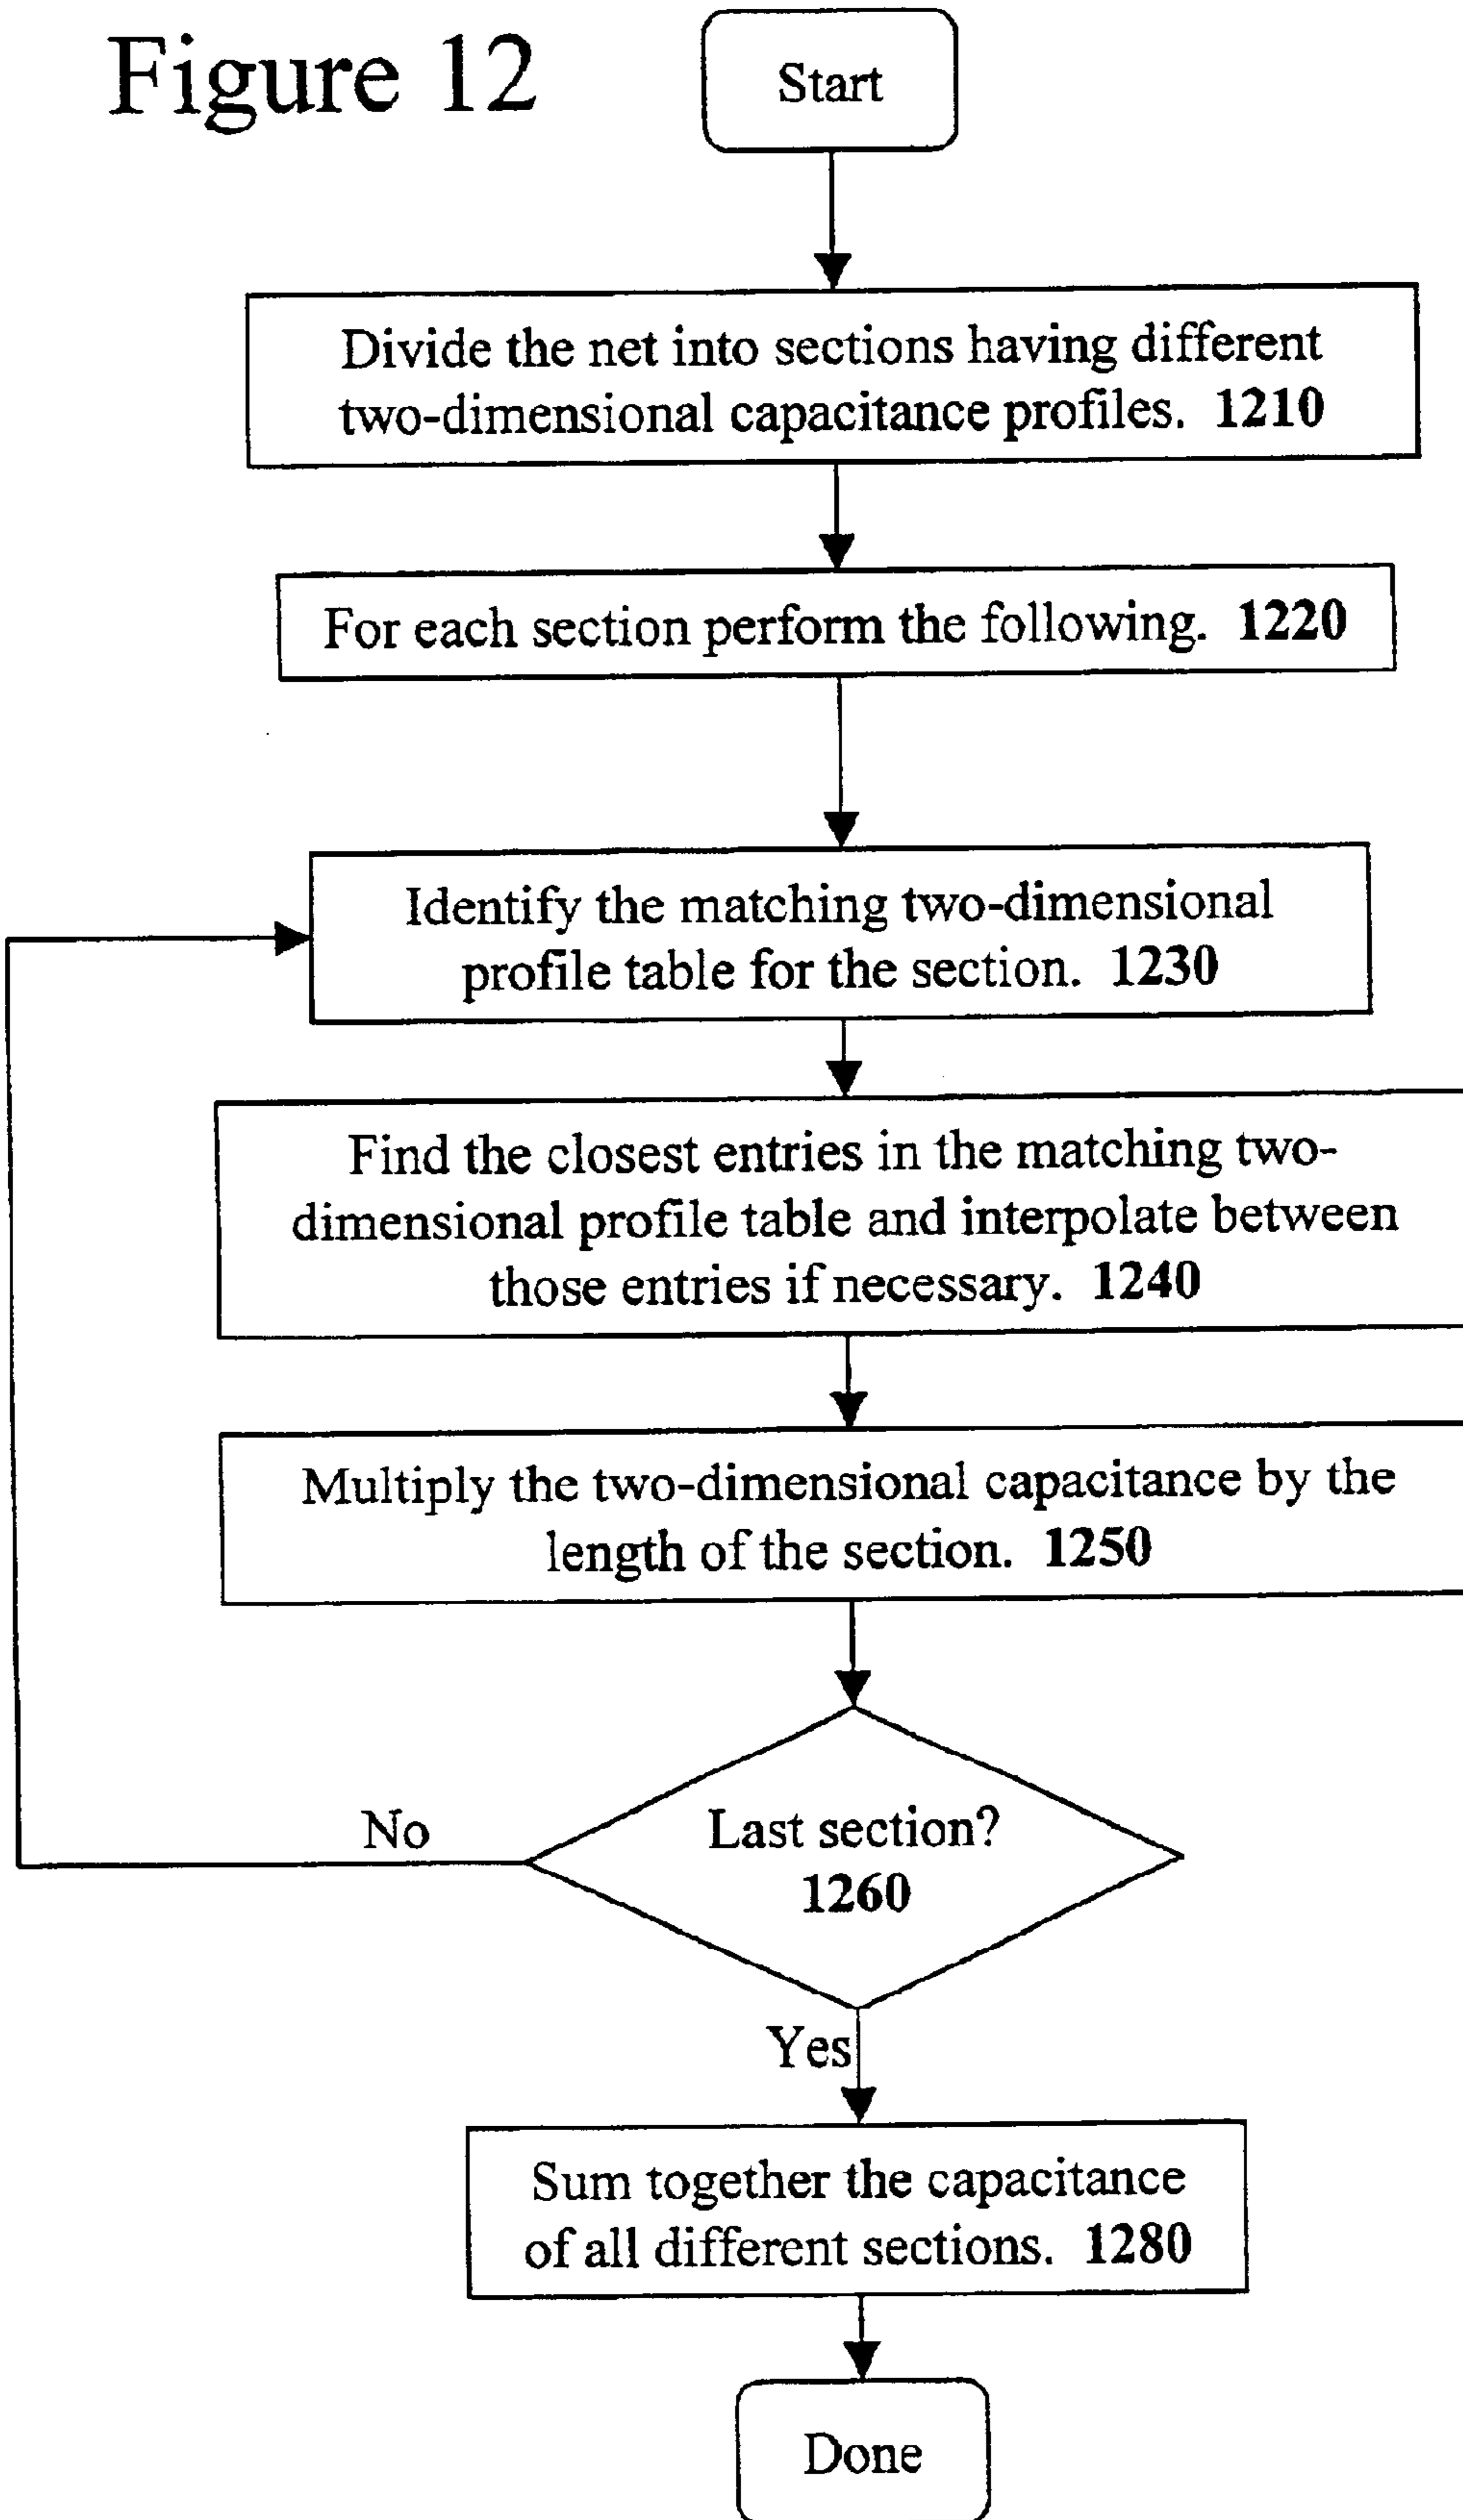 Figure 12
Start
Divide the net into sections having different
two-dimensional capacitance profiles. 1210
For each section perform the following. 1220
Identify the matching two-dimensional
profile table for the section. 1230
Find the closest entries in the matching two-
dimensional profile table and interpolate between
those entries if necessary. 1240
Multiply the two-dimensional capacitance by the
length of the section. 1250
No
Last section?
1260
Yes
Sum together the capacitance
of all different sections. 1280
Done